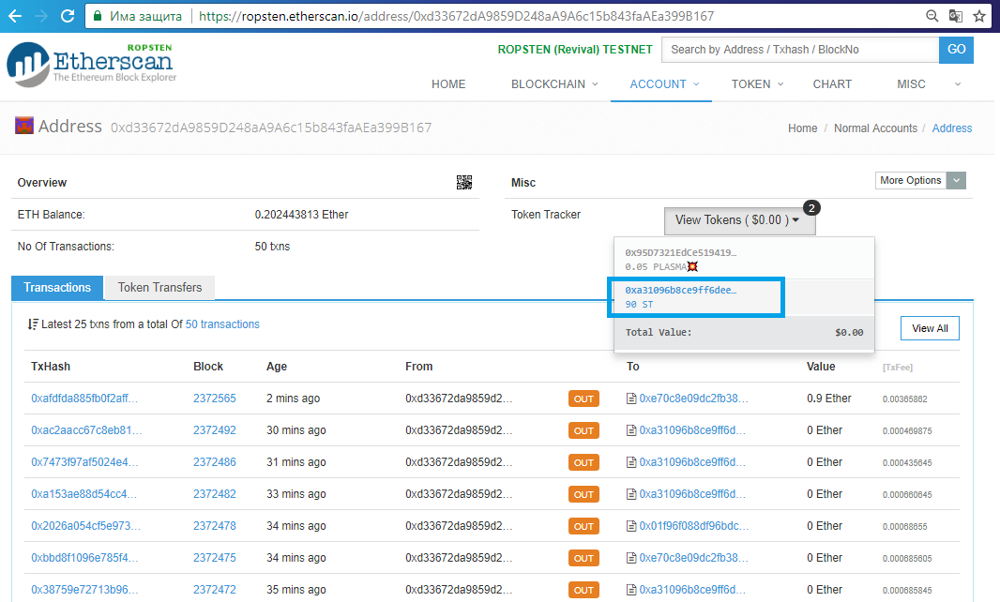 Има защита https://ropsten.etherscan.io/address/0xd33672dA9859D248aA9A6c15b843faAEa399B167
ROPSTEN
Etherscan
The Ethereum Block Explorer
ROPSTEN (Revival) TESTNET Search by Address / Txhash / BlockNo GO
HOME BLOCKCHAIN ACCOUNT TOKEN CHART MISC
Address 0xd33672dA9859D248aA9A6c15b843faAEa399B167
Home / Normal Accounts / Address
Overview
ETH Balance: 0.202443813 Ether
No Of Transactions: 50 txns
Misc
More Options
Token Tracker
View Tokens ( $0.00 ) 2
0x95D7321EdCe519419…
0.05 PLASMA💥
0xa31096b8ce9ff6dee…
90 ST
Total Value: $0.00
Transactions Token Transfers
Latest 25 txns from a total Of 50 transactions
View All
TxHash Block Age From To Value [TxFee]
0xafdfda885fb0f2aff… 2372565 2 mins ago 0xd33672da9859d2… OUT 0xe70c8e09dc2fb38… 0.9 Ether 0.00365862
0xac2aacc67c8eb81… 2372492 30 mins ago 0xd33672da9859d2… OUT 0xa31096b8ce9ff6d… 0 Ether 0.000469875
0x7473f97af5024e4… 2372486 31 mins ago 0xd33672da9859d2… OUT 0xa31096b8ce9ff6d… 0 Ether 0.000435645
0xa153ae88d54cc4… 2372482 33 mins ago 0xd33672da9859d2… OUT 0xa31096b8ce9ff6d… 0 Ether 0.000660645
0x2026a054cf5e973… 2372478 34 mins ago 0xd33672da9859d2… OUT 0x01f96f088df96bdc… 0 Ether 0.00068655
0xbbd8f1096e785f4… 2372475 34 mins ago 0xd33672da9859d2… OUT 0xe70c8e09dc2fb38… 0 Ether 0.000685605
0x38759e72713b96… 2372472 35 mins ago 0xd33672da9859d2… OUT 0xa31096b8ce9ff6d… 0 Ether 0.000685845